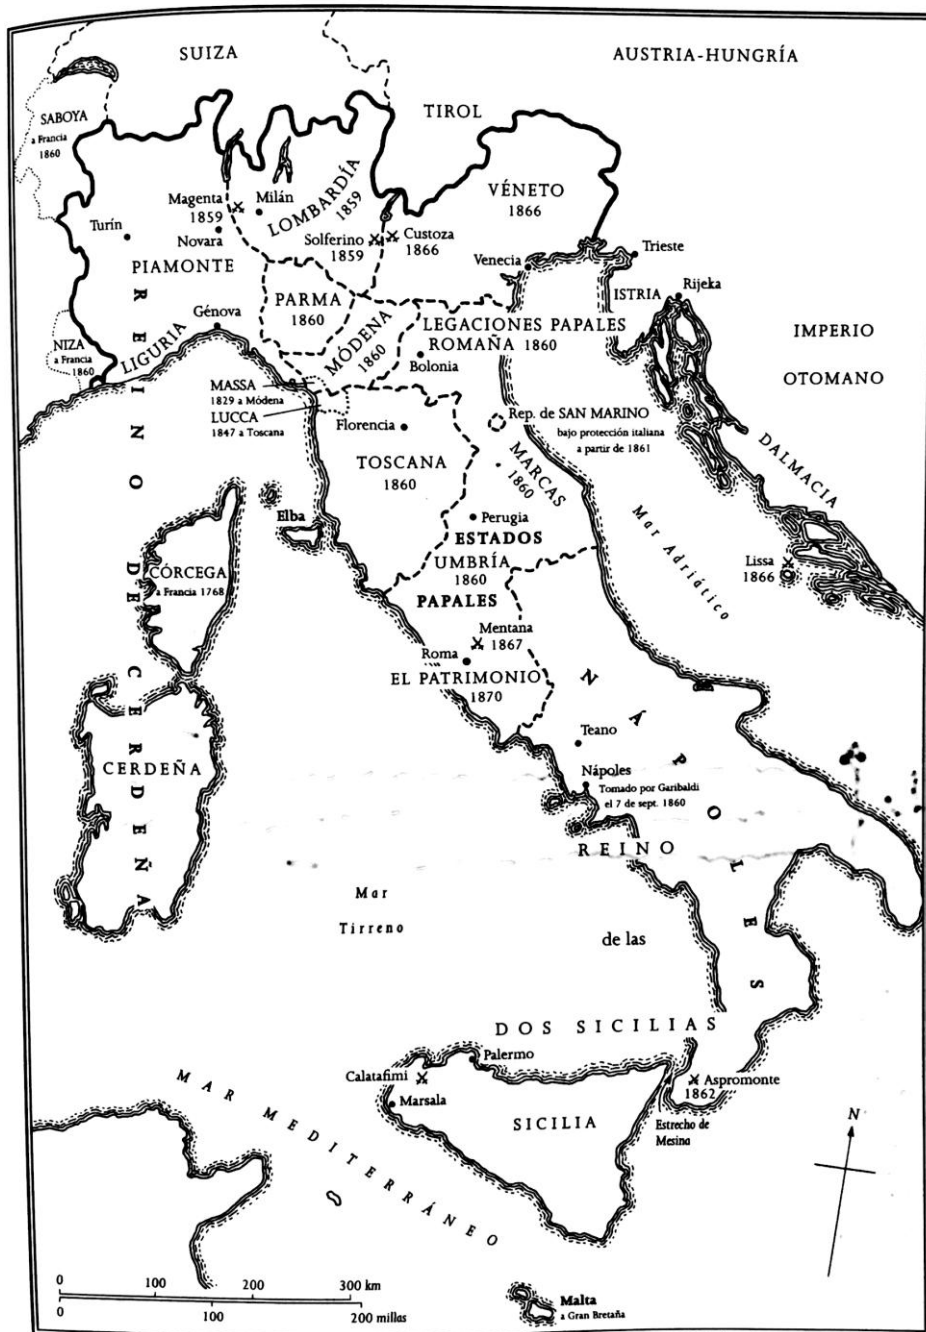 SUIZA
AUSTRIA-HUNGRÍA
TIROL
SABOYA
a Francia
1860
VÉNETO
1866
LOMBARDÍA
1859
Magenta
1859
Milán
Novara
Turín
Solferino
1859
Custoza
1866
Venecia
Trieste
ISTRIA
Rijeka
PIAMONTE
PARMA
1860
MÓDENA
1860
LEGACIONES PAPALES
ROMAÑA 1860
Bolonia
IMPERIO
OTOMANO
Génova
LIGURIA
NIZA
a Francia
1860
MASSA
1829 a Módena
LUCCA
1847 a Toscana
Florencia
Rep. de SAN MARINO
bajo protección italiana
a partir de 1861
TOSCANA
1860
MARCAS
1860
DALMACIA
Mar Adriático
Elba
Perugia
ESTADOS
UMBRÍA
1860
PAPALES
Lissa
1866
CÓRCEGA
a Francia 1768
Mentana
1867
Roma
EL PATRIMONIO
1870
REINO DE CERDEÑA
CERDEÑA
NÁPOLES
Teano
Nápoles
Tomado por Garibaldi
el 7 de sept. 1860
REINO
de las
DOS SICILIAS
Mar
Tirreno
Palermo
Calatafimi
Marsala
SICILIA
Aspromonte
1862
Estrecho de
Mesina
MAR MEDITERRÁNEO
N
0 100 200 300 km
0 100 200 millas
Malta
a Gran Bretaña